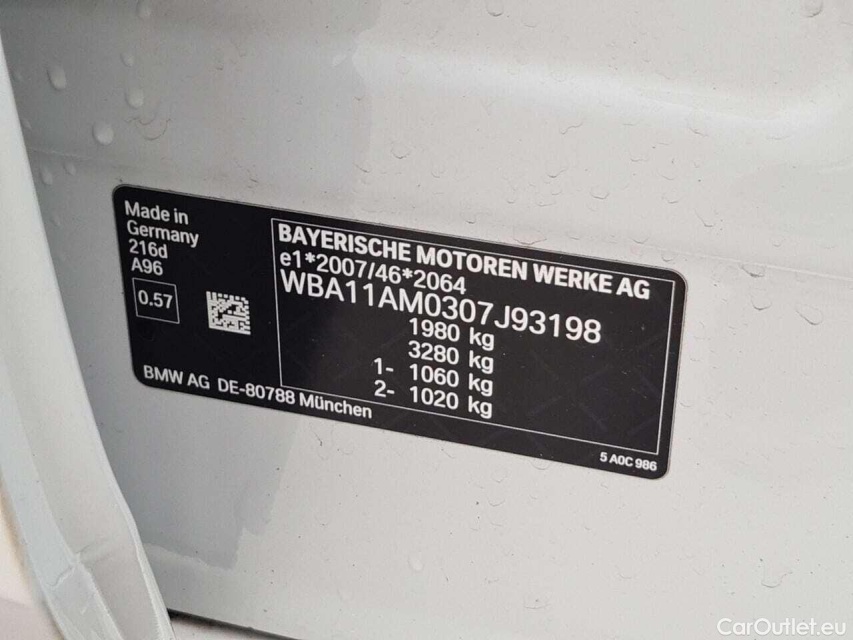 Made in
Germany
216d
A96
0.57
BMW AG DE-80788 München
BAYERISCHE MOTOREN WERKE AG
e1*2007/46*2064
WBA11AM0307J93198
1980 kg
3280 kg
1- 1060 kg
2- 1020 kg
5 A0C 986
CarOutlet.eu